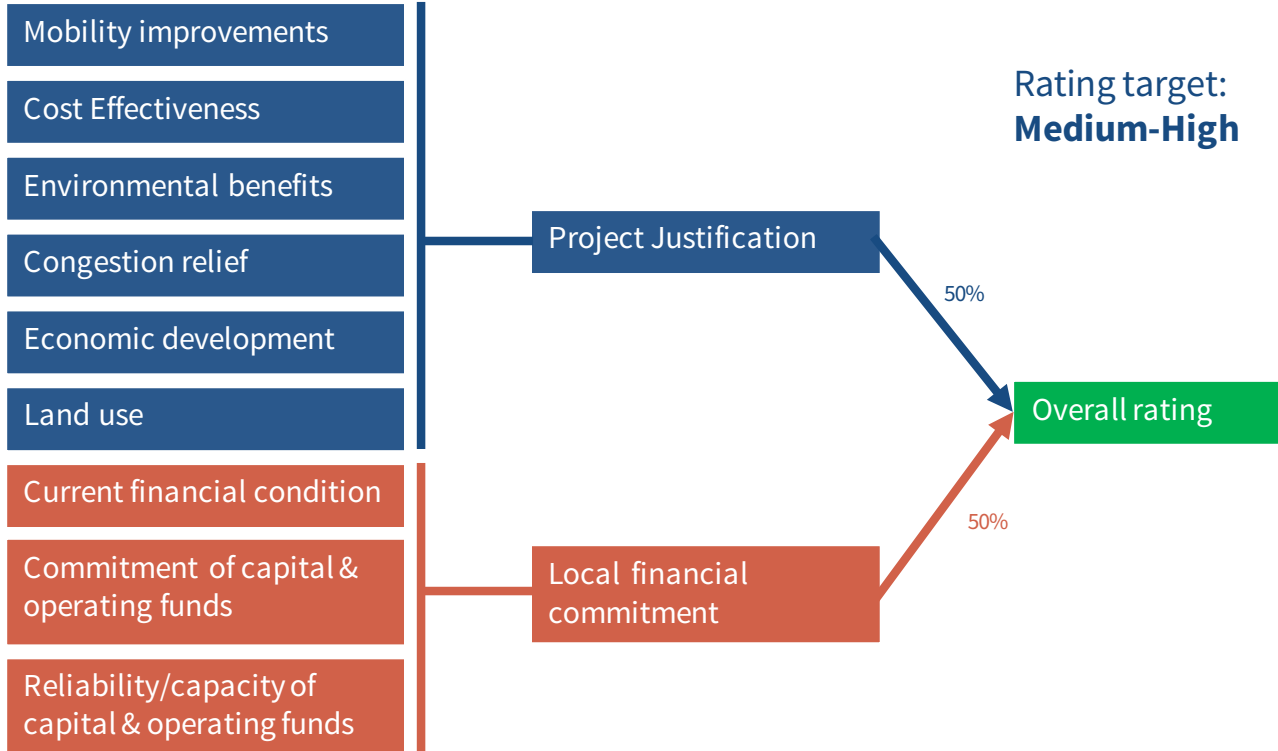 Mobility improvements
Cost Effectiveness
Environmental benefits
Congestion relief
Economic development
Land use
Current financial condition
Commitment of capital &
operating funds
Reliability/capacity of
capital & operating funds
Project Justification
Local financial
commitment
50%
50%
Rating target:
Medium-High
Overall rating